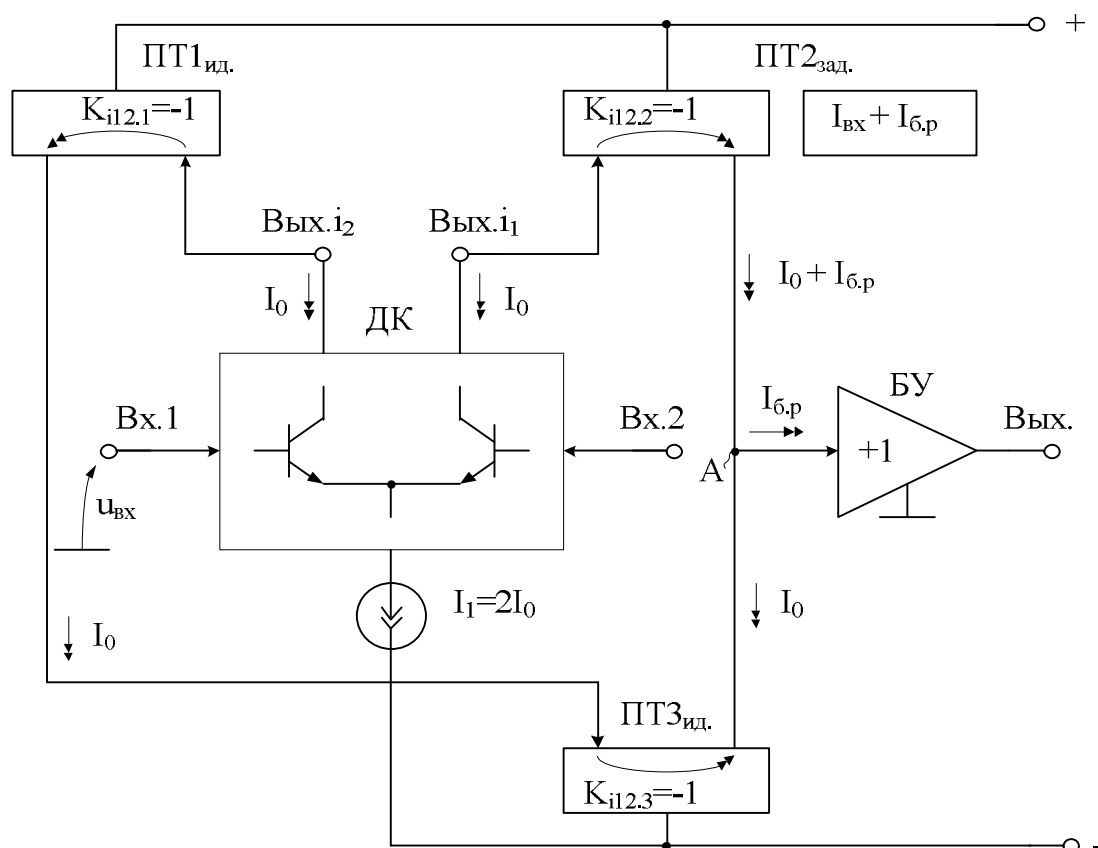 +
ПТ1ид.
ПТ2зад.
Ki12.1=-1
Ki12.2=-1
Iвх + Iб.р
Вых.i2
Вых.i1
I0
I0
I0 + Iб.р
ДК
БУ
Iб.р
Вх.1
Вх.2
Вых.
+1
А
uвх
I1=2I0
I0
I0
ПТ3ид.
Ki12.3=-1
-